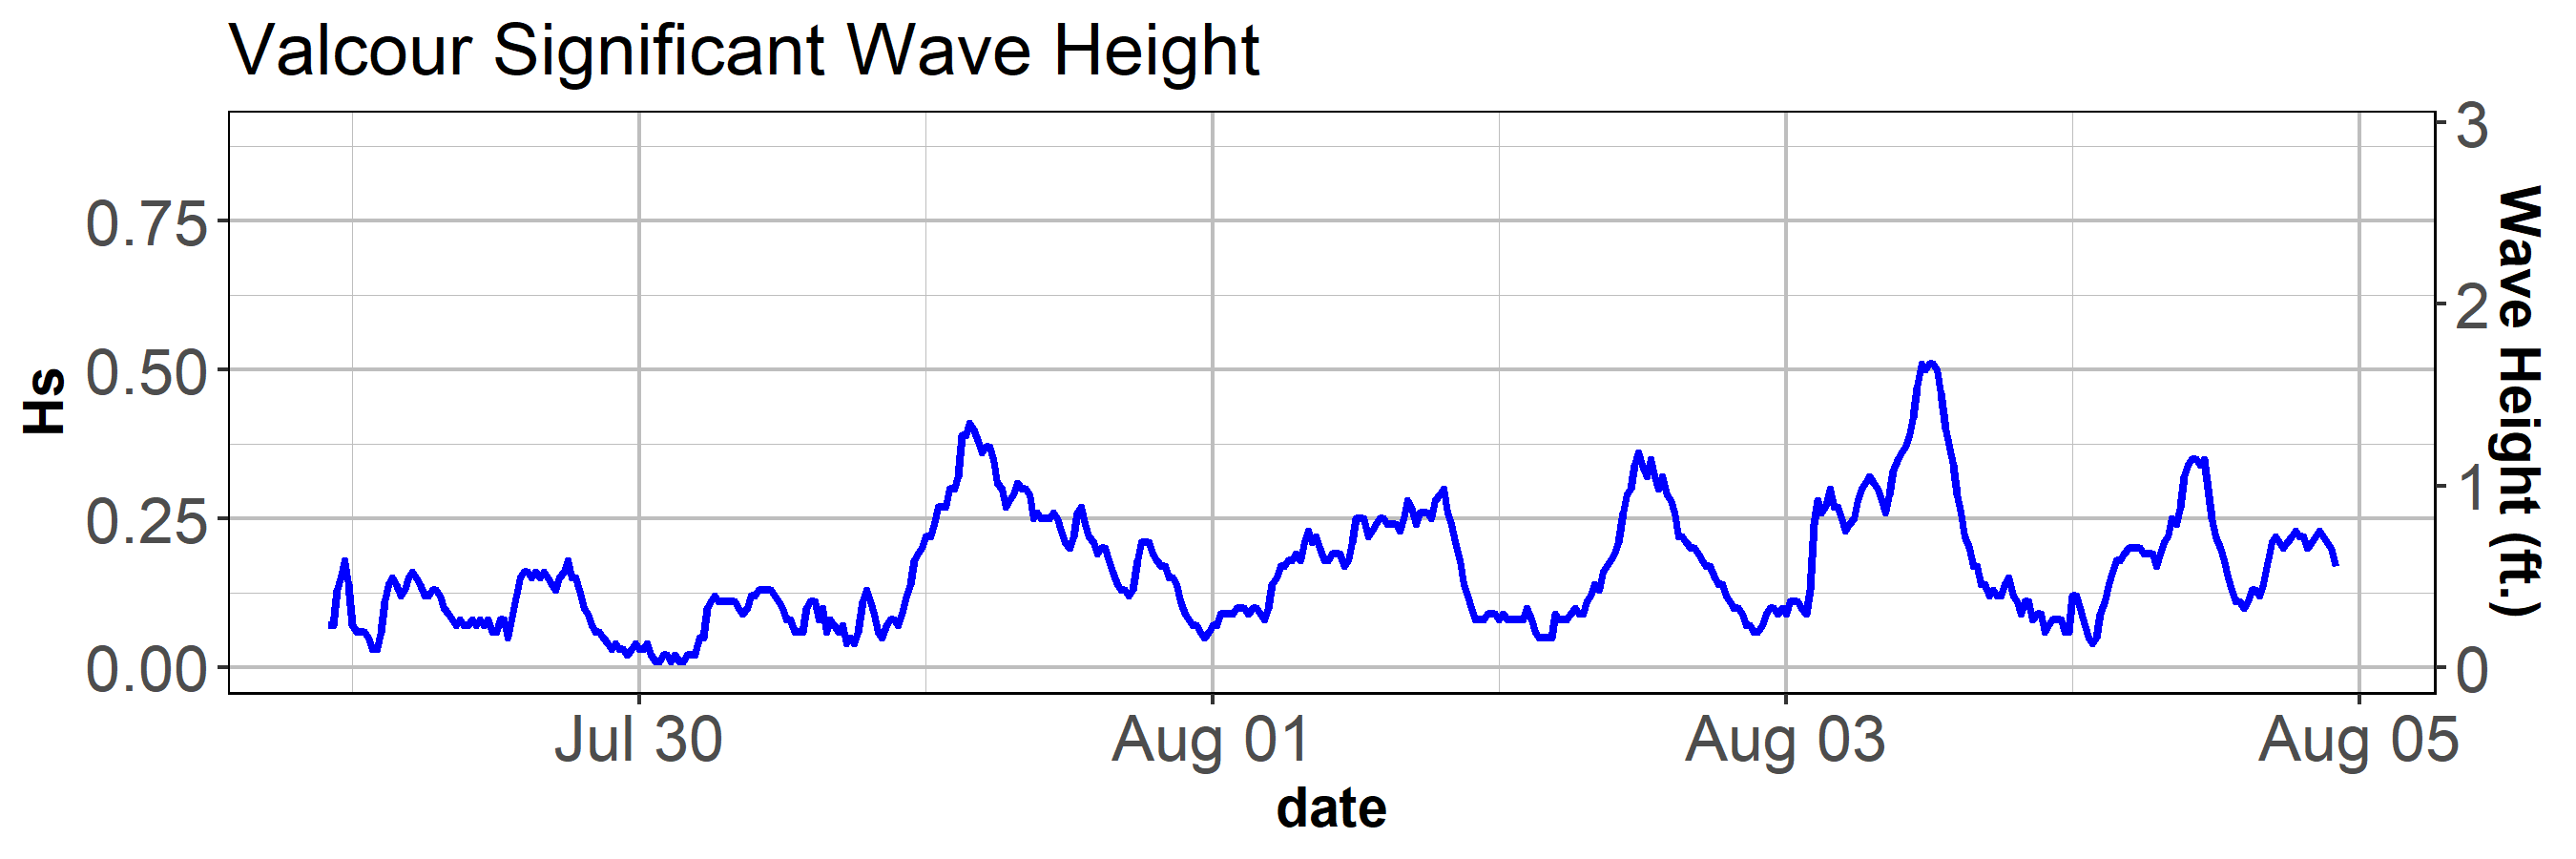 Valcour Significant Wave Height
Hs
0.75
0.50
0.25
0.00
3
2
1
0
Wave Height (ft.)
Jul 30
Aug 01
Aug 03
Aug 05
date